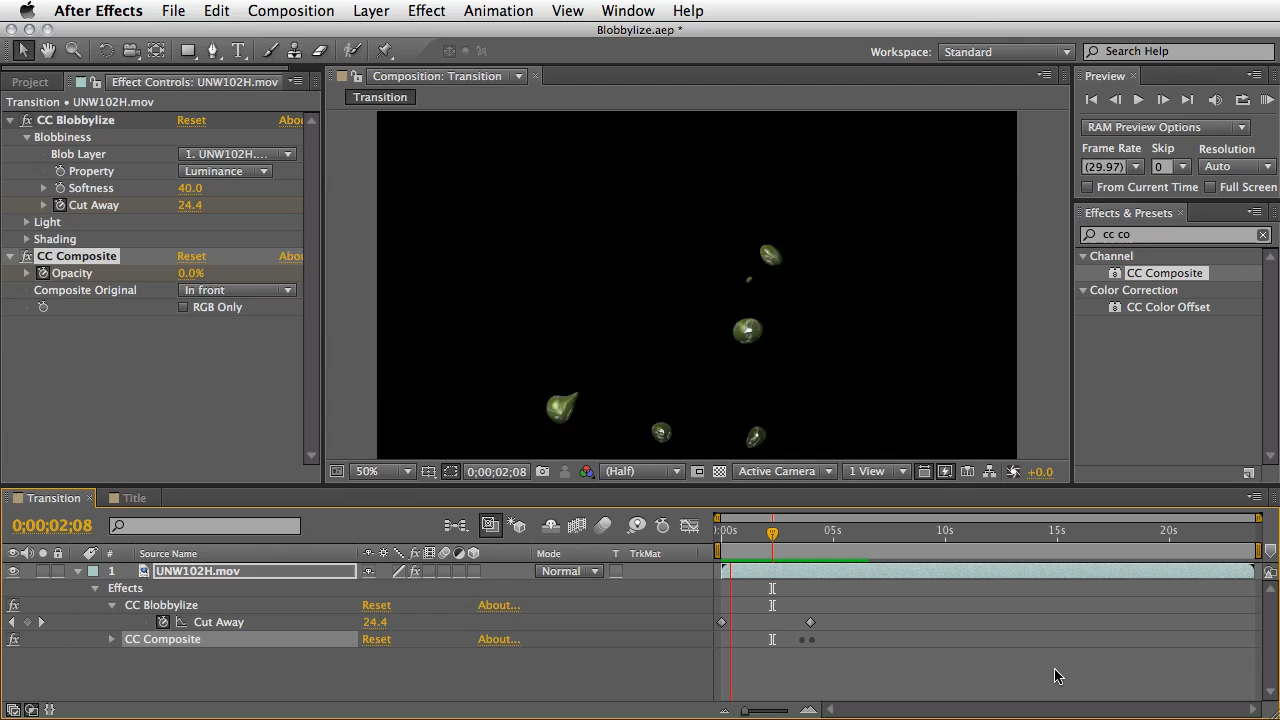 After Effects File Edit Composition Layer Effect Animation View Window Help
Blobbylize.aep *
Workspace: Standard Search Help
Project Effect Controls: UNW102H.mov
Composition: Transition
Preview
Transition • UNW102H.mov
Transition
CC Blobbylize Reset Abou
Blobbiness
RAM Preview Options
Blob Layer 1. UNW102H....
Frame Rate Skip Resolution
Property Luminance
(29.97) 0 Auto
Softness 40.0
From Current Time Full Screen
Cut Away 24.4
Effects & Presets
Light
cc co
Shading
CC Composite Reset Abou
Channel
Opacity 0.0%
CC Composite
Composite Original In front
Color Correction
RGB Only
CC Color Offset
50% 0;00;02;08 (Half) Active Camera 1 View +0.0
Transition Title
0;00;02;08
:00s 05s 10s 15s 20s
# Source Name Mode T TrkMat
1 UNW102H.mov Normal
Effects
CC Blobbylize Reset About...
Cut Away 24.4
CC Composite Reset About...